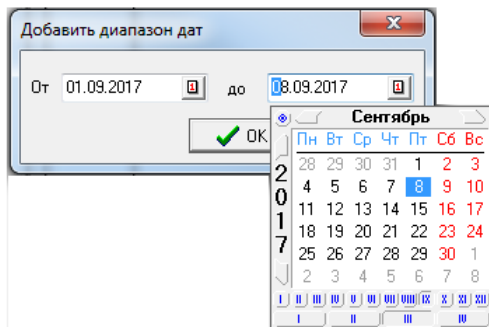 Добавить диапазон дат
От 01.09.2017 до 08.09.2017
OK
Сентябрь
2017
Пн Вт Ср Чт Пт Сб Вс
28 29 30 31 1 2 3
4 5 6 7 8 9 10
11 12 13 14 15 16 17
18 19 20 21 22 23 24
25 26 27 28 29 30 1
2 3 4 5 6 7 8
I II III IV V VI VII VIII IX X XI XII
I II III IV